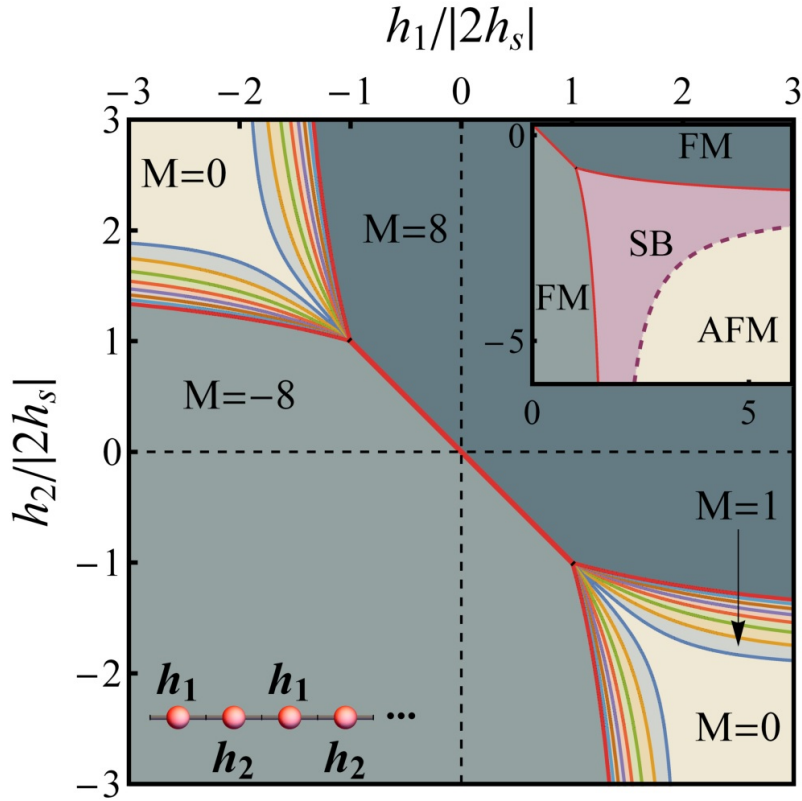 h₁/|2hₛ|
−3 −2 −1 0 1 2 3
3
2
1
0
−1
−2
−3
h₂/|2hₛ|
M=0
M=8
M=−8
M=1
M=0
0
−5
FM
SB
FM
AFM
0 5
h₁ h₁
...
h₂ h₂